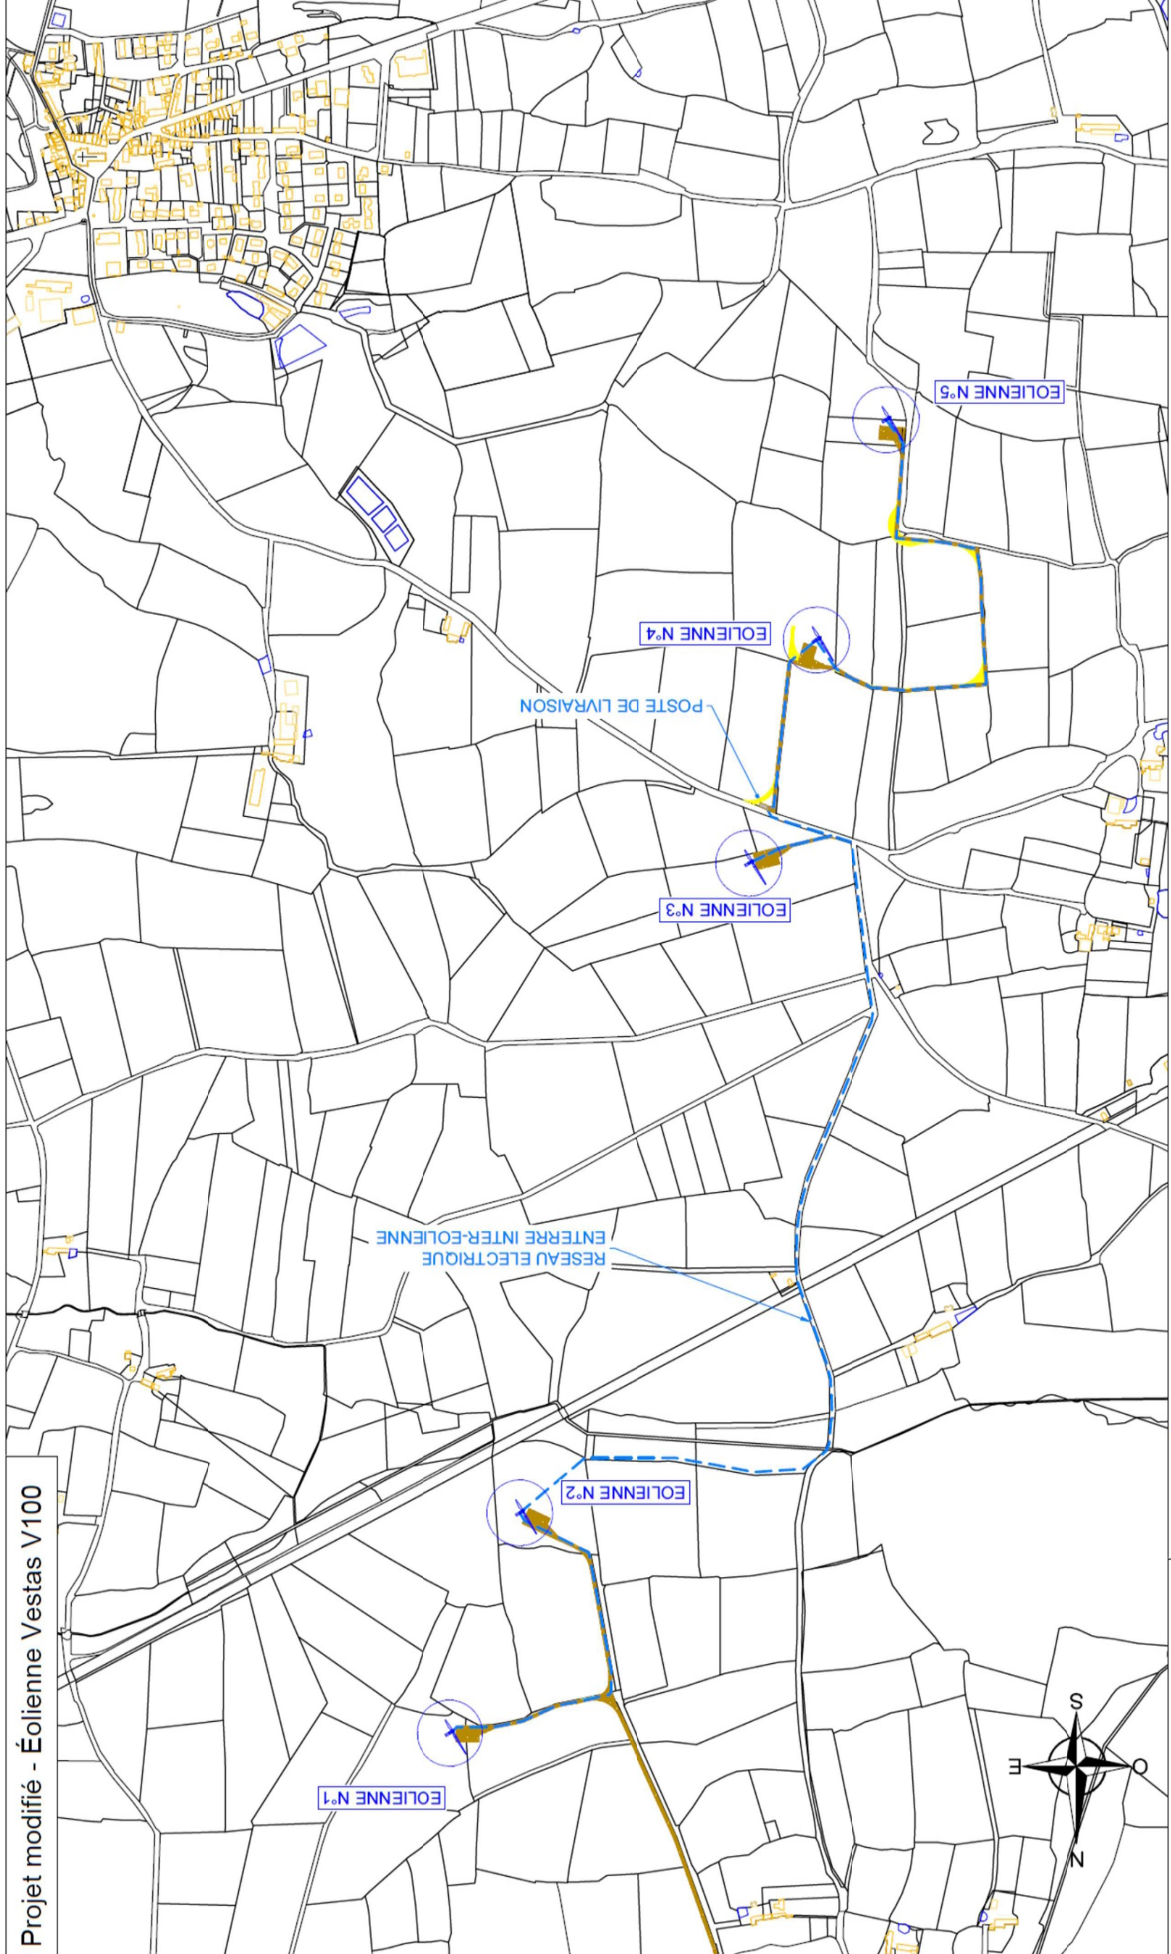 Projet modifié - Éolienne Vestas V100
EOLIENNE N°5
EOLIENNE N°4
POSTE DE LIVRAISON
EOLIENNE N°3
RESEAU ELECTRIQUE
ENTERRE INTER-EOLIENNE
EOLIENNE N°2
EOLIENNE N°1
S
E
O
N